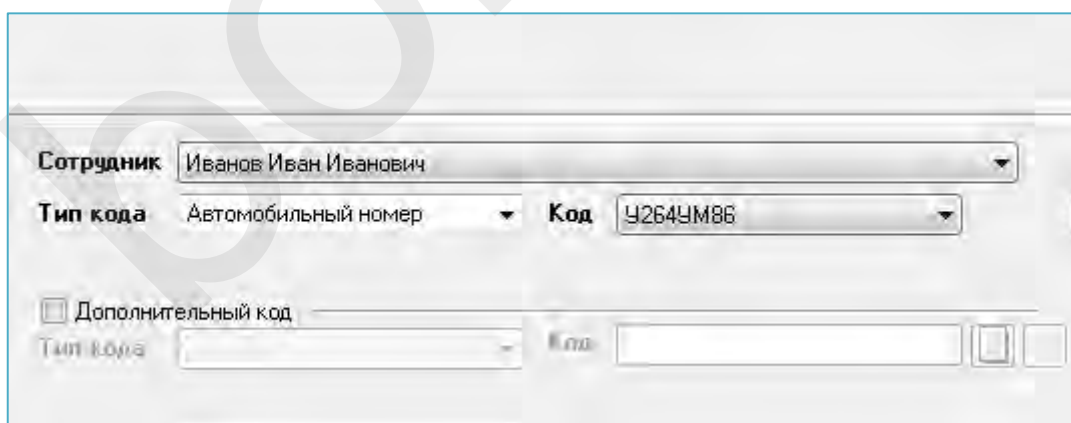 Сотрудник Иванов Иван Иванович
Тип кода Автомобильный номер Код У264УМ86
Дополнительный код
Тип кода Код